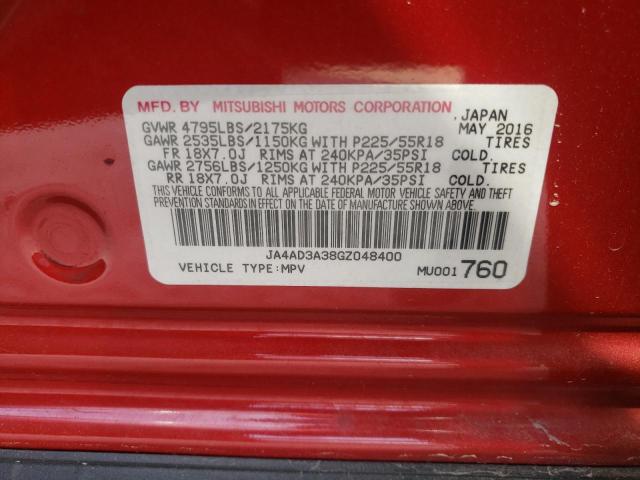 MFD. BY MITSUBISHI MOTORS CORPORATION
JAPAN
GVWR 4795LBS/2175KG MAY 2016
GAWR 2535LBS/1150KG WITH P225/55R18 TIRES
FR 18X7.0J RIMS AT 240KPA/35PSI COLD.
GAWR 2756LBS/1250KG WITH P225/55R18 TIRES
RR 18X7.0J RIMS AT 240KPA/35PSI COLD.
THIS VEHICLE CONFORMS TO ALL APPLICABLE FEDERAL MOTOR VEHICLE SAFETY, BUMPER AND THEFT
PREVENTION STANDARDS IN EFFECT ON THE DATE OF MANUFACTURE SHOWN ABOVE.
JA4AD3A38GZ048400
VEHICLE TYPE:MPV MU001 760